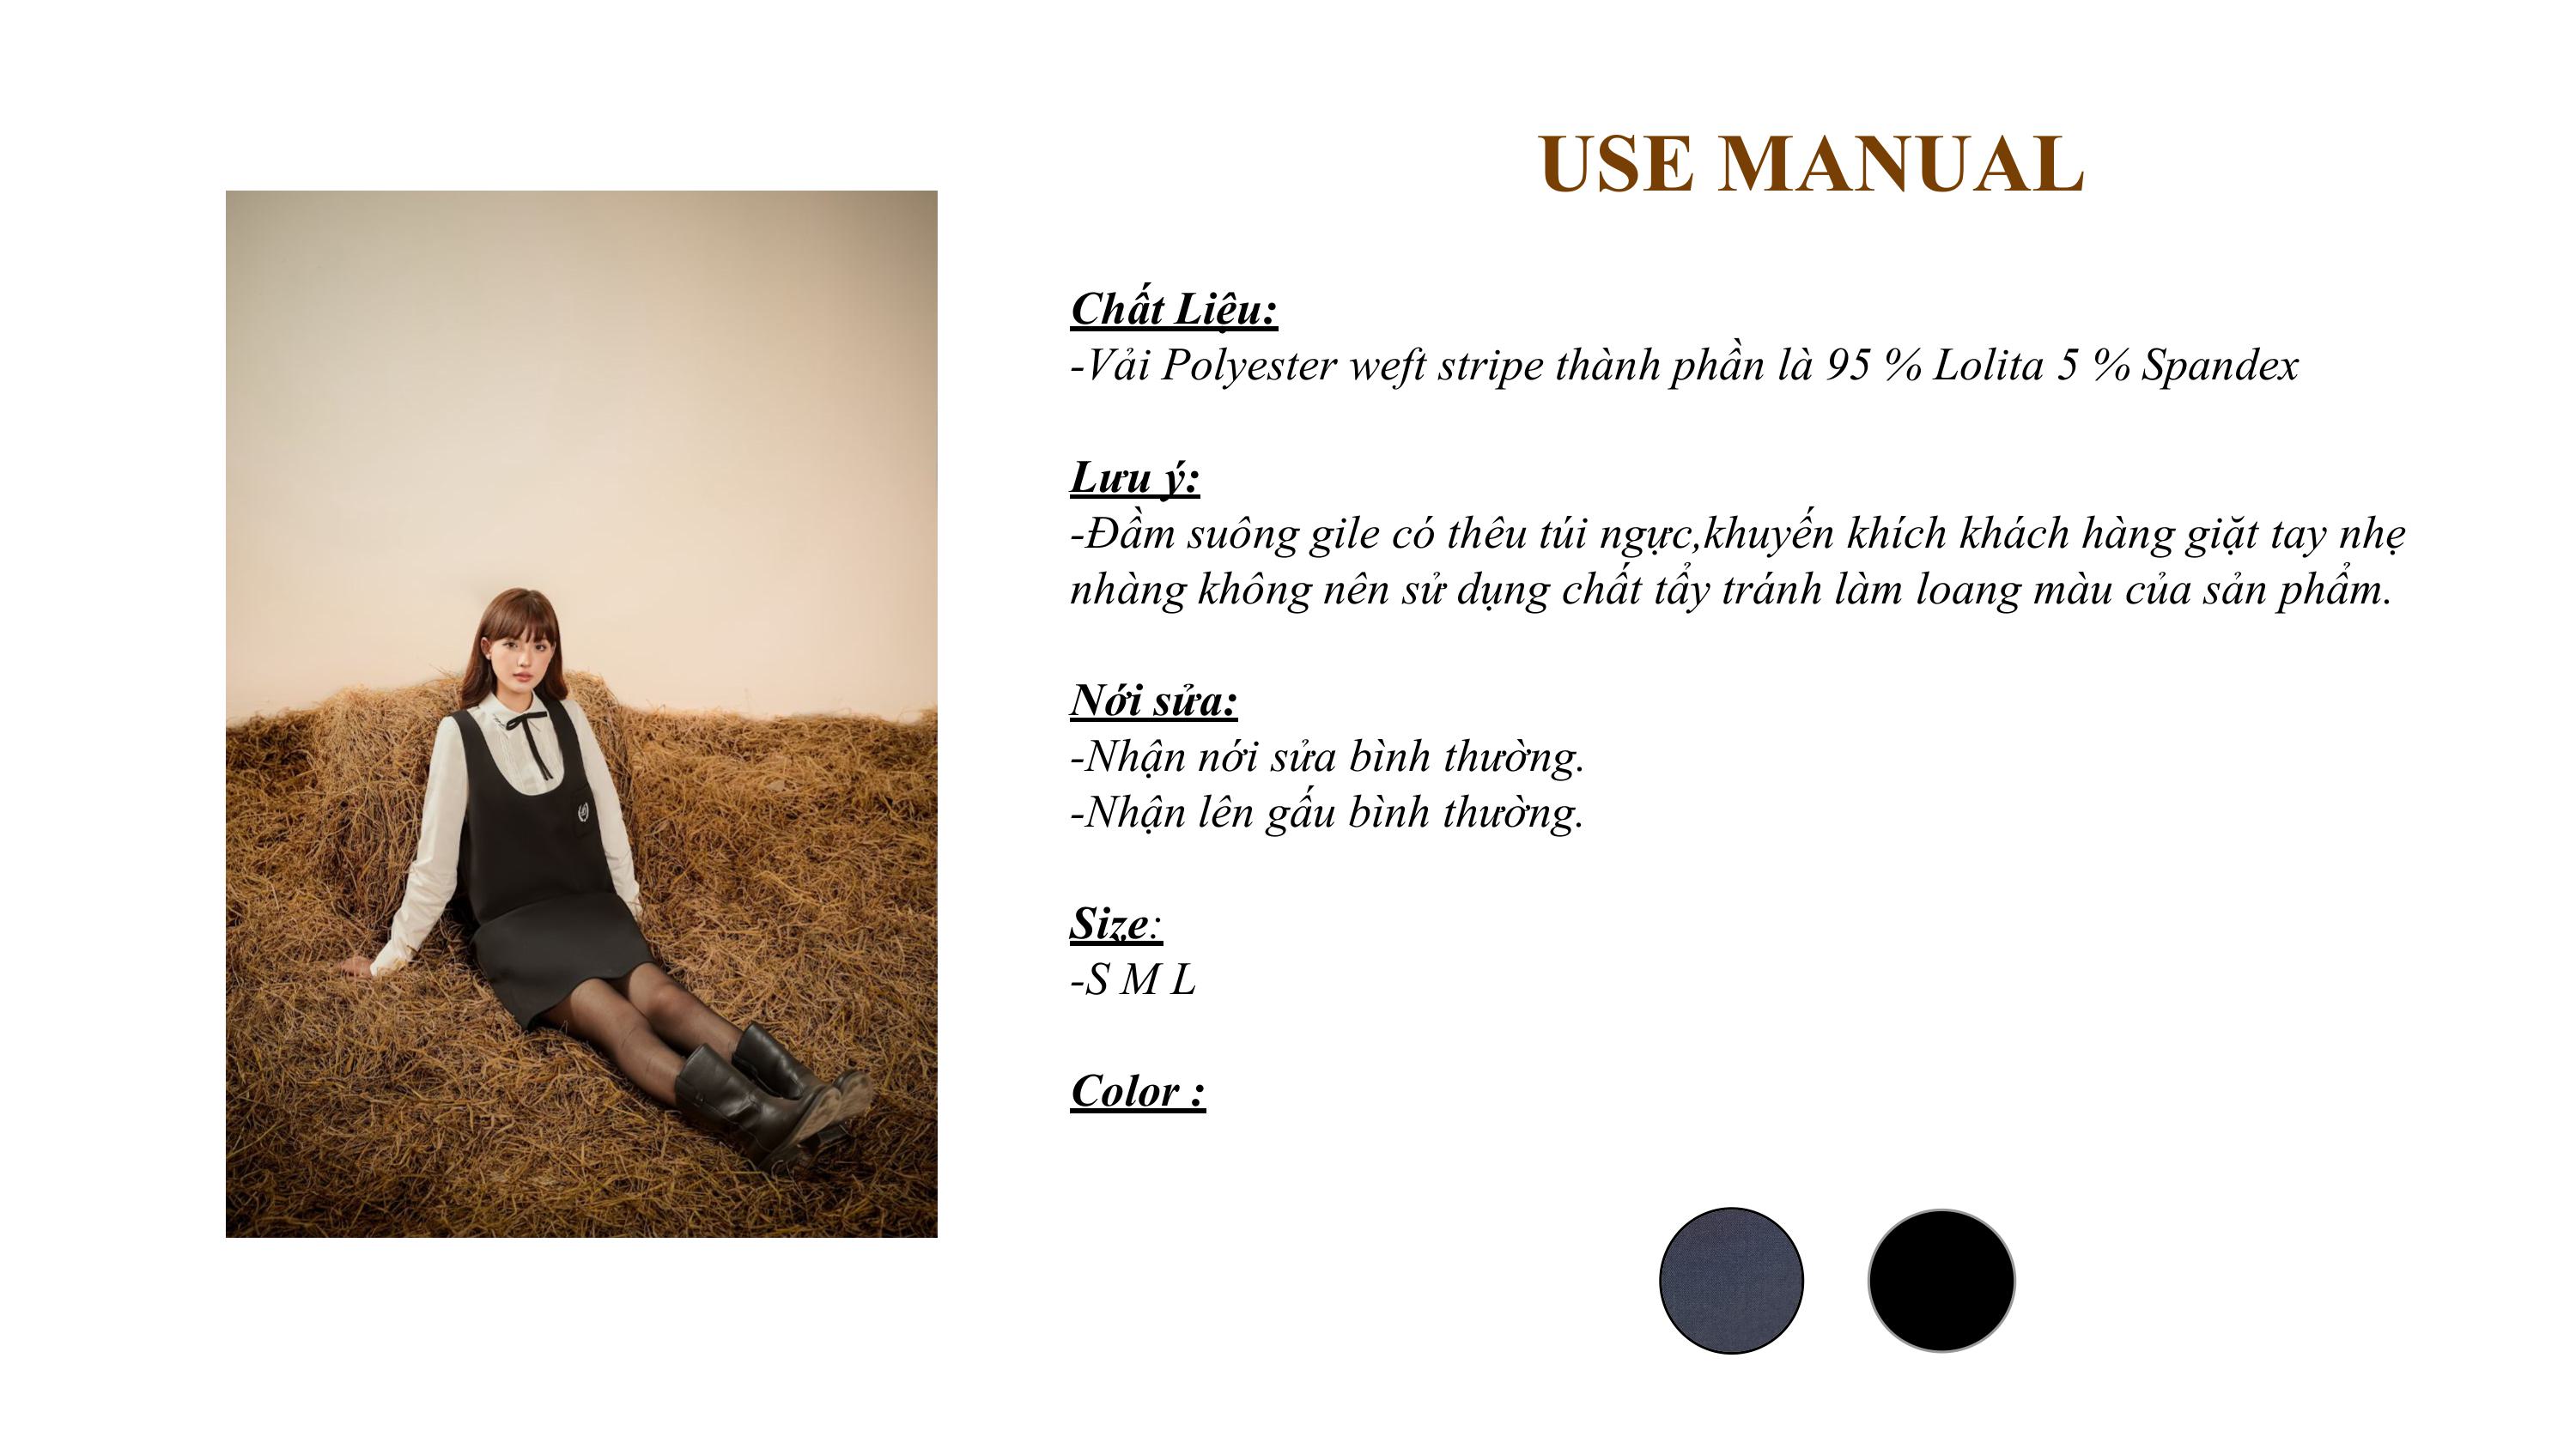 USE MANUAL
Chất Liệu:
-Vải Polyester weft stripe thành phần là 95 % Lolita 5 % Spandex
Lưu ý:
-Đầm suông gile có thêu túi ngực,khuyến khích khách hàng giặt tay nhẹ
nhàng không nên sử dụng chất tẩy tránh làm loang màu của sản phẩm.
Nới sửa:
-Nhận nới sửa bình thường.
-Nhận lên gấu bình thường.
Size:
-S M L
Color :